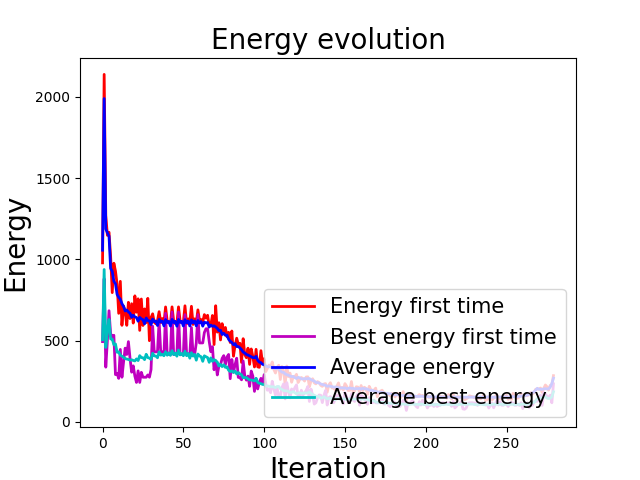 Energy evolution
Energy
2000
1500
1000
500
0
Energy first time
Best energy first time
Average energy
Average best energy
0 50 100 150 200 250
Iteration